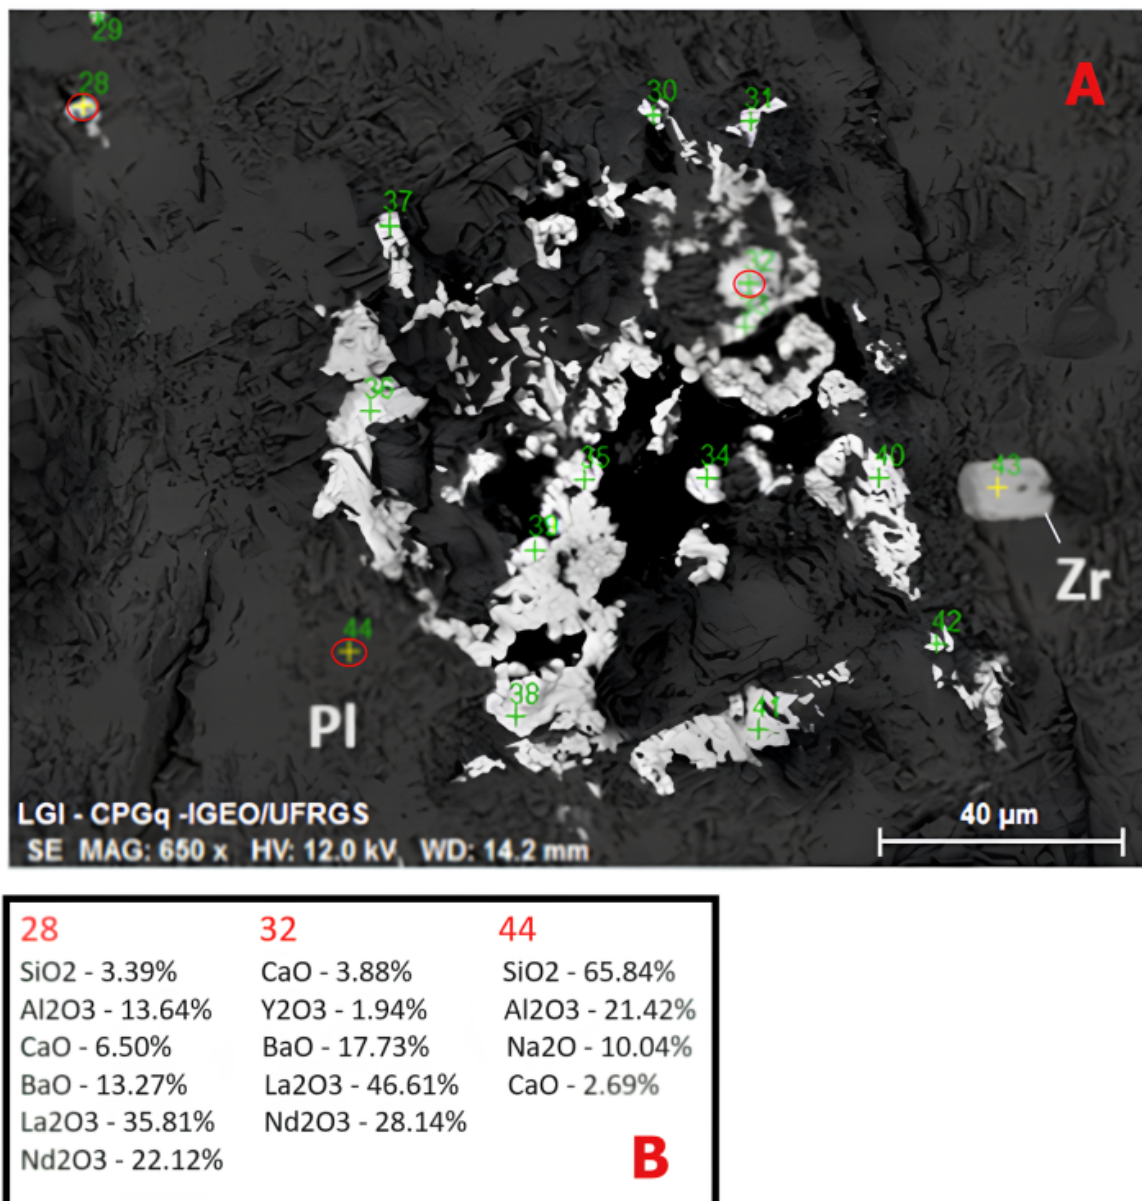 29
28
A
30
31
37
32
33
36
35
34
40
43
39
Zr
44
42
38
41
Pl
LGI - CPGq -IGEO/UFRGS
SE MAG: 650 x HV: 12.0 kV WD: 14.2 mm
40 µm
28
SiO2 - 3.39%
Al2O3 - 13.64%
CaO - 6.50%
BaO - 13.27%
La2O3 - 35.81%
Nd2O3 - 22.12%
32
CaO - 3.88%
Y2O3 - 1.94%
BaO - 17.73%
La2O3 - 46.61%
Nd2O3 - 28.14%
44
SiO2 - 65.84%
Al2O3 - 21.42%
Na2O - 10.04%
CaO - 2.69%
B